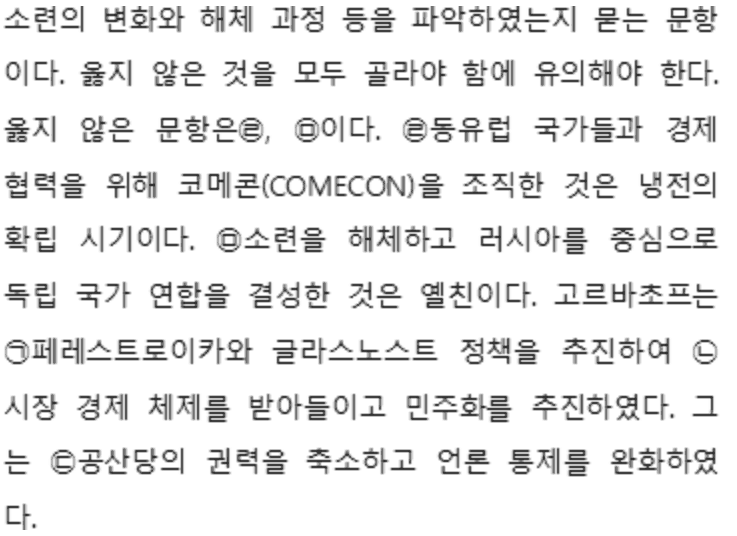 소련의 변화와 해체 과정 등을 파악하였는지 묻는 문항
이다. 옳지 않은 것을 모두 골라야 함에 유의해야 한다.
옳지 않은 문항은㉣, ㉤이다. ㉣동유럽 국가들과 경제
협력을 위해 코메콘(COMECON)을 조직한 것은 냉전의
확립 시기이다. ㉤소련을 해체하고 러시아를 중심으로
독립 국가 연합을 결성한 것은 옐친이다. 고르바초프는
㉠페레스트로이카와 글라스노스트 정책을 추진하여 ㉡
시장 경제 체제를 받아들이고 민주화를 추진하였다. 그
는 ㉢공산당의 권력을 축소하고 언론 통제를 완화하였
다.